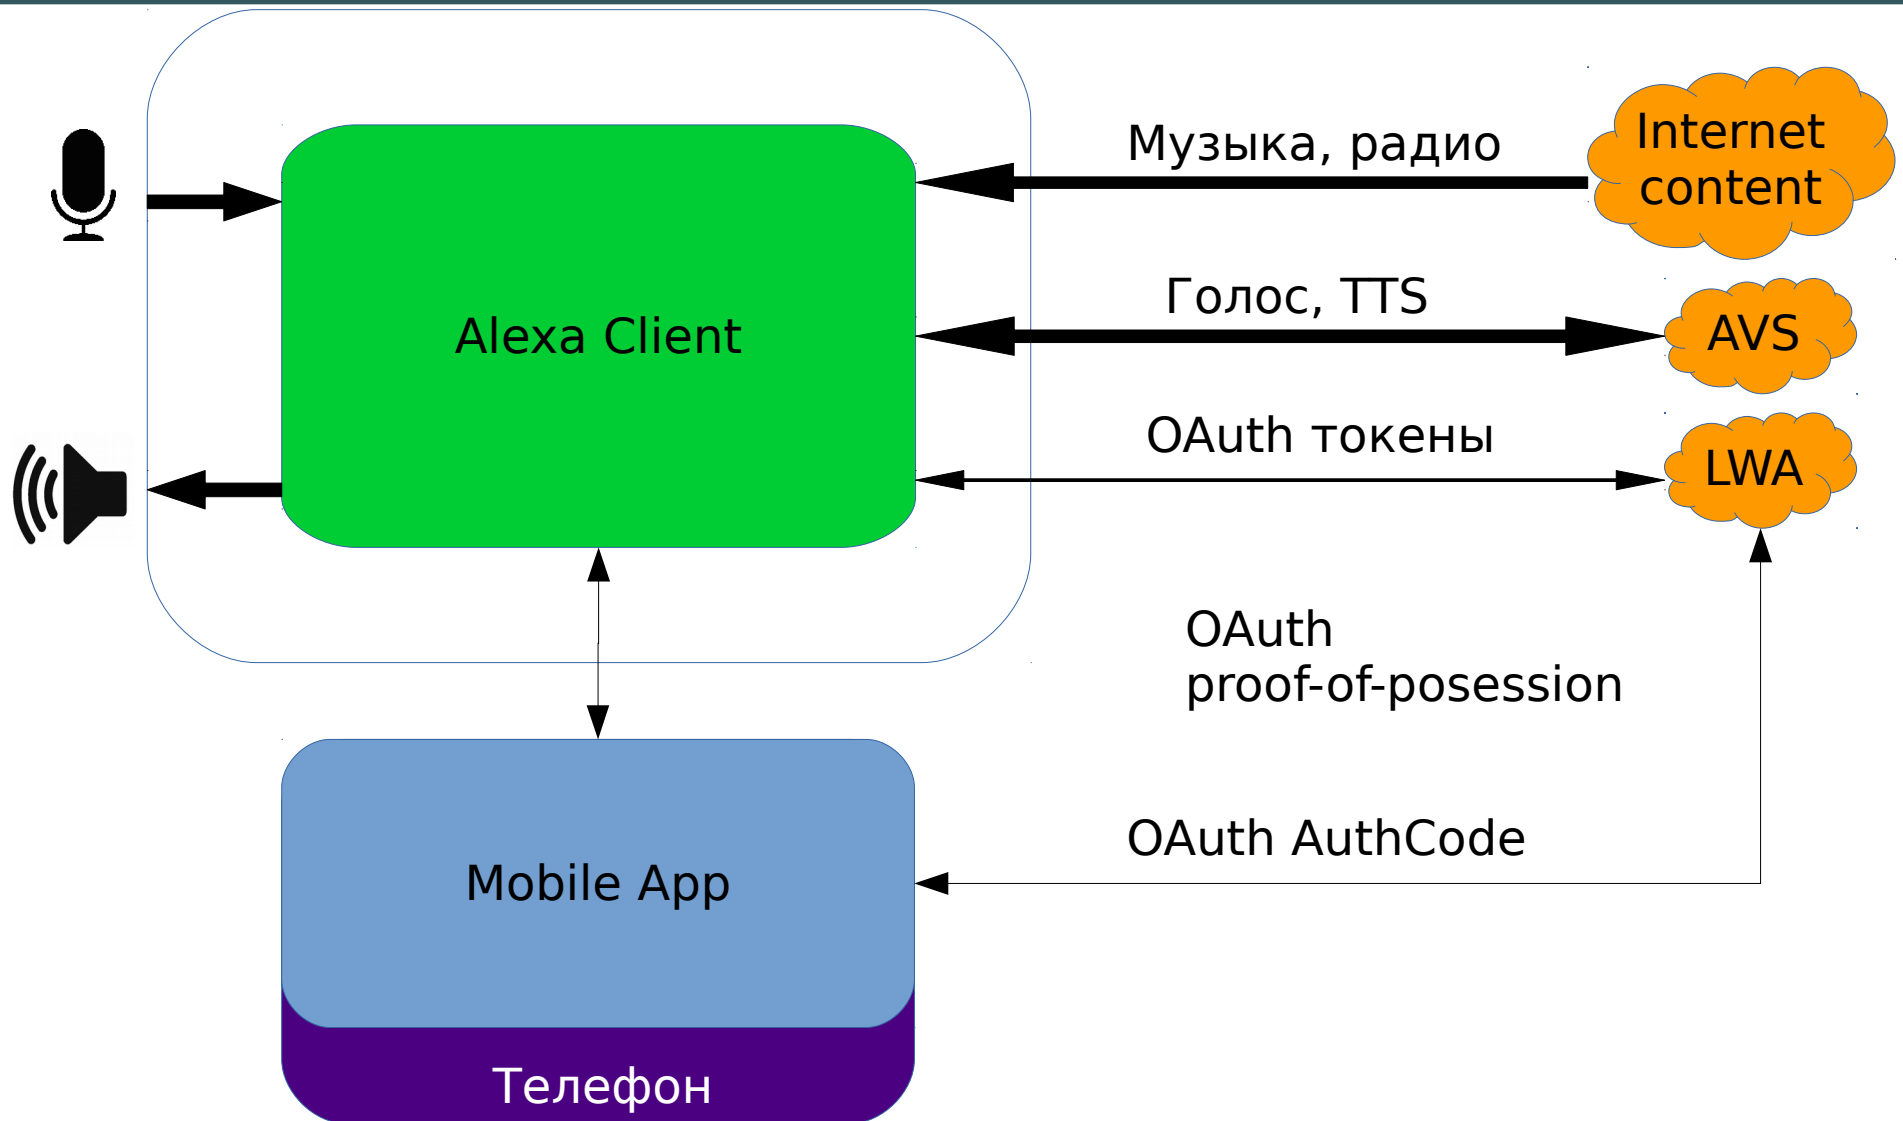 Музыка, радио
Internet
content
Голос, TTS
AVS
Alexa Client
OAuth токены
LWA
OAuth
proof-of-posession
OAuth AuthCode
Mobile App
Телефон